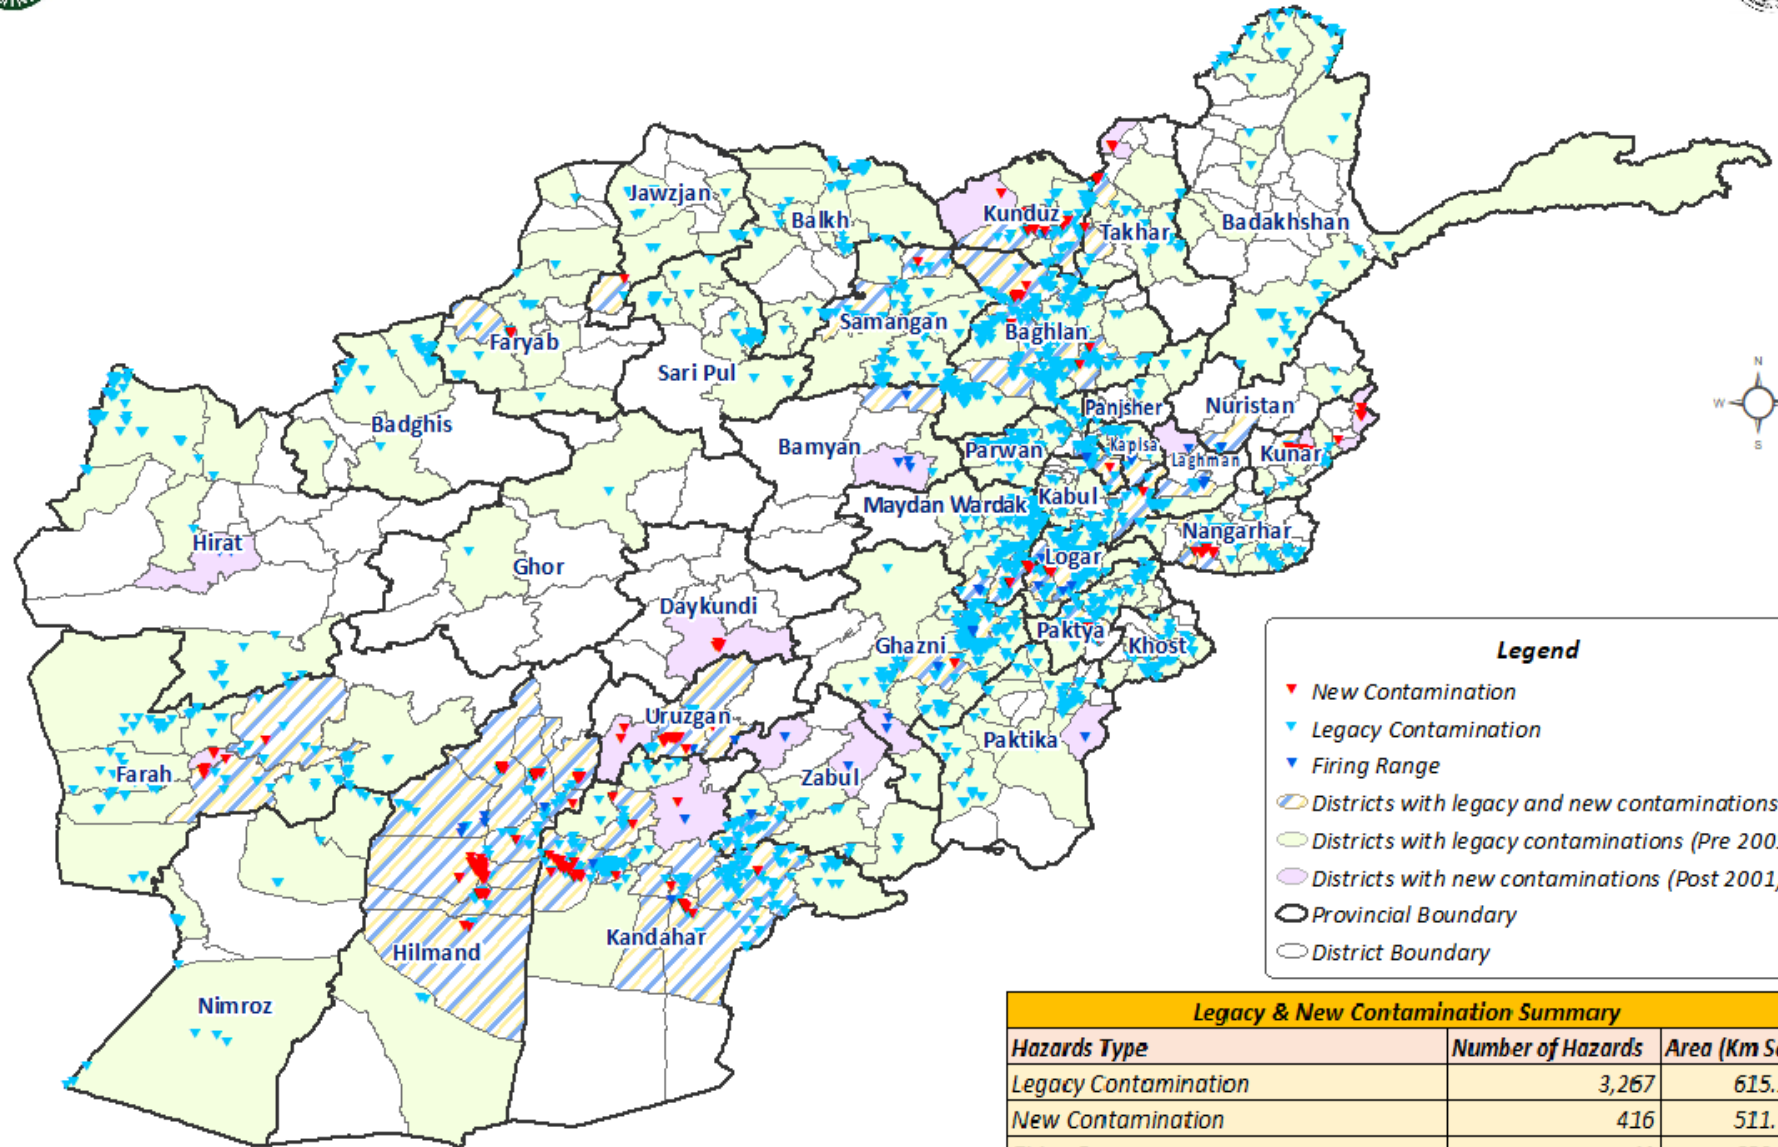 Jawzjan
Balkh
Kunduz
Takhar
Badakhshan
Samangan
Baghlan
Faryab
Sari Pul
Badghis
Panjsher
Nuristan
Bamyan
Parwan
Kapisa
Laghman
Kunar
Maydan Wardak
Kabul
Nangarhar
Hirat
Ghor
Logar
Daykundi
Ghazni
Paktya
Khost
Uruzgan
Paktika
Farah
Zabul
Hilmand
Kandahar
Nimroz
N
W
S
Legend
New Contamination
Legacy Contamination
Firing Range
Districts with legacy and new contaminations
Districts with legacy contaminations (Pre 200
Districts with new contaminations (Post 2001)
Provincial Boundary
District Boundary
Legacy & New Contamination Summary
Hazards Type Number of Hazards Area (Km S
Legacy Contamination 3,267 615.
New Contamination 416 511.